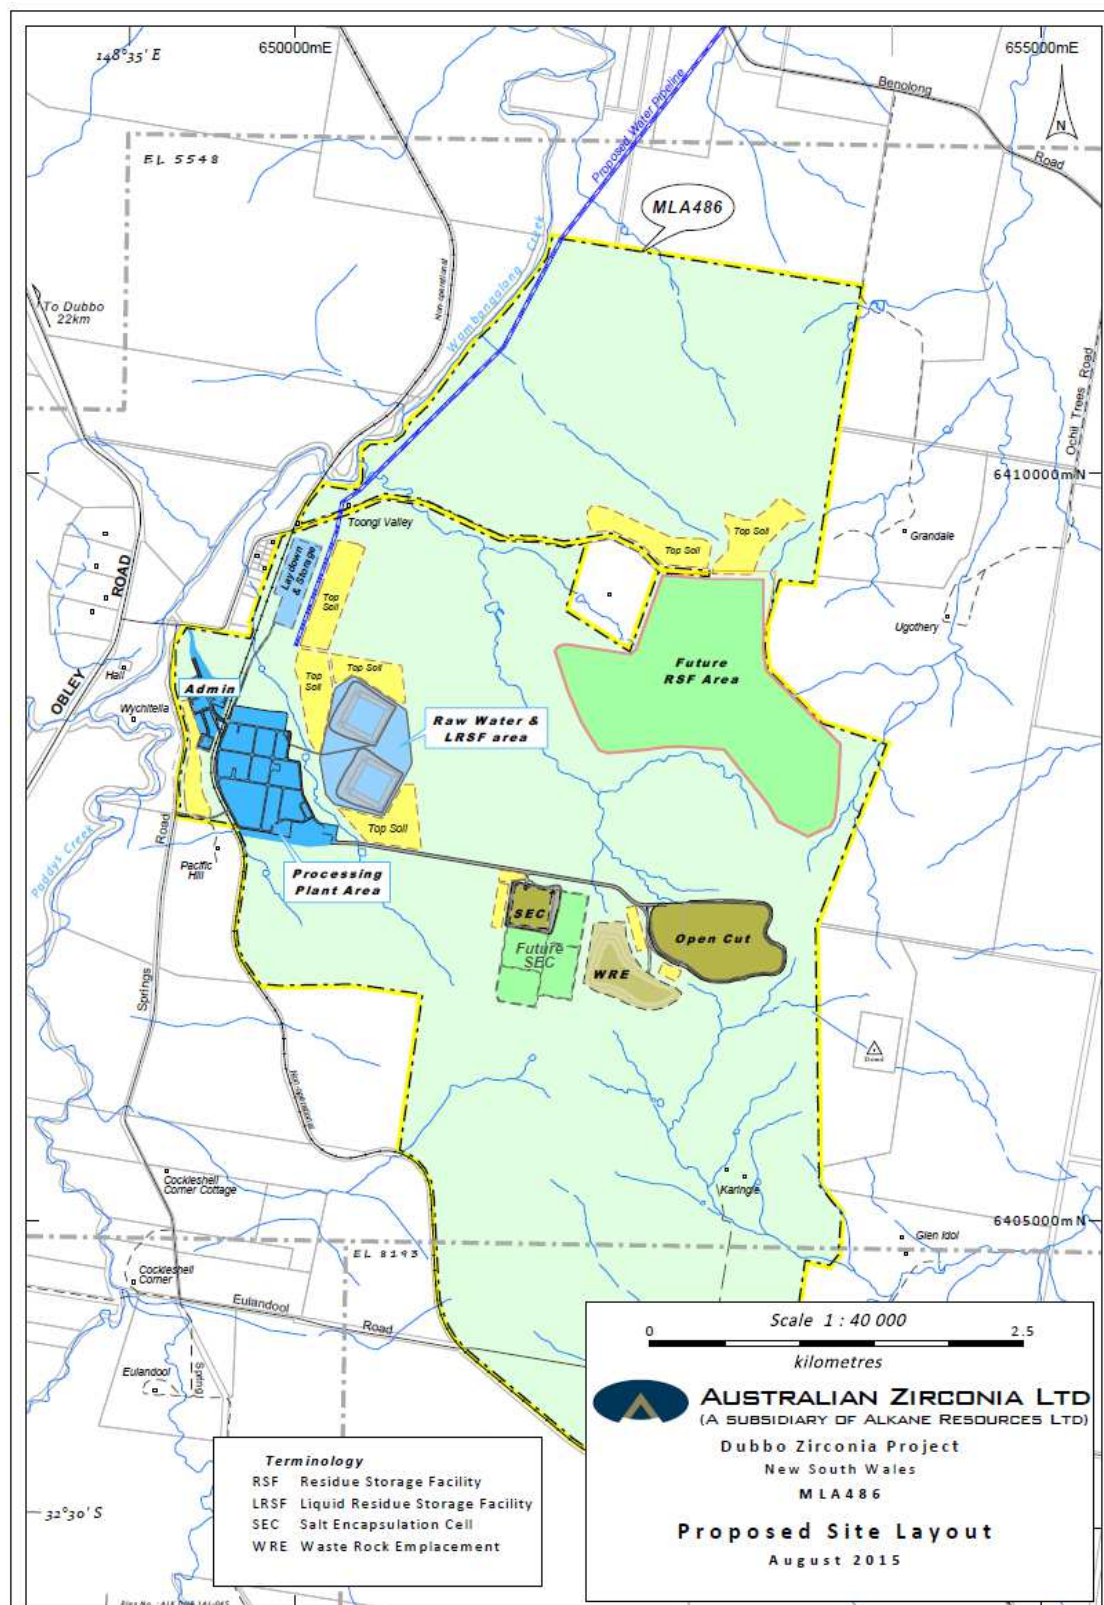 148°35' E
650000mE
655000mE
Benolong
Road
N
Proposed Water Pipeline
EL 5548
MLA486
Wambangalong Creek
Non-operational
To Dubbo
22km
Ochil Trees Road
6410000mN
Toongi Valley
Top Soil
Top Soil
Grandale
Laydown
& Storage
Top
Soil
OBLEY ROAD
Ugothery
Hall
Wychitella
Admin
Top
Soil
Top Soil
Future
RSF Area
Raw Water &
LRSF area
Top Soil
Paddys Creek
Road
Pacific
Hill
Processing
Plant Area
SEC
Future
SEC
WRE
Open Cut
Springs
Non-operational
Dowd
Cockleshell
Corner Cottage
Karingle
6405000mN
Glen Idol
EL 8193
Cockleshell
Corner
Eulandool
Road
Eulandool
Spring
Scale 1 : 40 000
0
2.5
kilometres
AUSTRALIAN ZIRCONIA LTD
(A SUBSIDIARY OF ALKANE RESOURCES LTD)
Dubbo Zirconia Project
New South Wales
MLA486
Proposed Site Layout
August 2015
Terminology
RSF Residue Storage Facility
LRSF Liquid Residue Storage Facility
SEC Salt Encapsulation Cell
WRE Waste Rock Emplacement
32°30' S